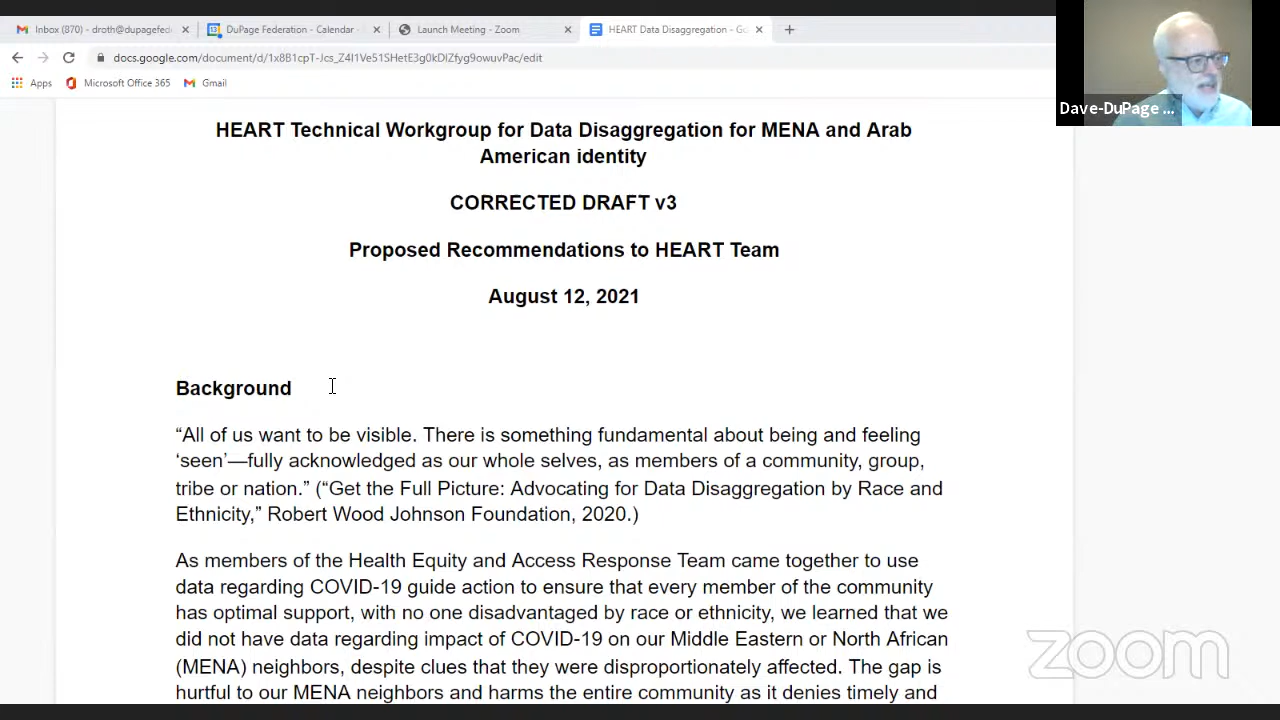 Inbox (870) - droth@dupagefed
DuPage Federation - Calendar
Launch Meeting - Zoom
HEART Data Disaggregation - Go
docs.google.com/document/d/1x8B1cpT-Jcs_Z4I1Ve51SHetE3g0kDIZfyg9owuvPac/edit
Apps
Microsoft Office 365
Gmail
Dave-DuPage ...
HEART Technical Workgroup for Data Disaggregation for MENA and Arab
American identity
CORRECTED DRAFT v3
Proposed Recommendations to HEART Team
August 12, 2021
Background
“All of us want to be visible. There is something fundamental about being and feeling
‘seen’—fully acknowledged as our whole selves, as members of a community, group,
tribe or nation.” (“Get the Full Picture: Advocating for Data Disaggregation by Race and
Ethnicity,” Robert Wood Johnson Foundation, 2020.)
As members of the Health Equity and Access Response Team came together to use
data regarding COVID-19 guide action to ensure that every member of the community
has optimal support, with no one disadvantaged by race or ethnicity, we learned that we
did not have data regarding impact of COVID-19 on our Middle Eastern or North African
(MENA) neighbors, despite clues that they were disproportionately affected. The gap is
hurtful to our MENA neighbors and harms the entire community as it denies timely and
zoom